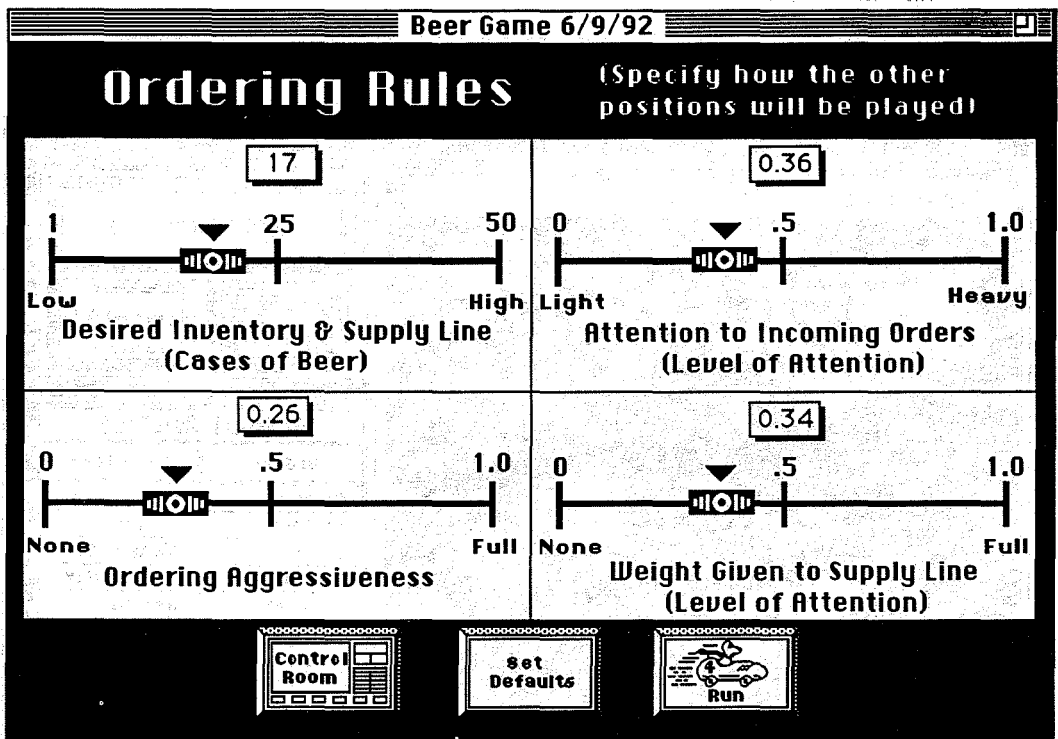 Beer Game 6/9/92
Ordering Rules
(Specify how the other
positions will be played)
17
1
25
50
Low
High
Desired Inventory & Supply Line
(Cases of Beer)
0.36
0
.5
1.0
Light
Heavy
Attention to Incoming Orders
(Level of Attention)
0.26
0
.5
1.0
None
Full
Ordering Aggressiveness
0.34
0
.5
1.0
None
Full
Weight Given to Supply Line
(Level of Attention)
Control
Room
Set
Defaults
4
Run